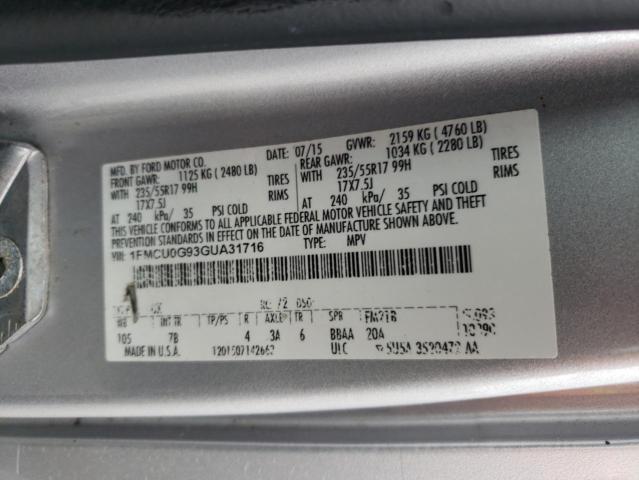 MFD. BY FORD MOTOR CO.
DATE: 07/15 GVWR: 2159 KG ( 4760 LB)
FRONT GAWR: 1125 KG ( 2480 LB) REAR GAWR: 1034 KG ( 2280 LB)
WITH 235/55R17 99H TIRES WITH 235/55R17 99H TIRES
17X7.5J RIMS 17X7.5J RIMS
AT 240 kPa/ 35 PSI COLD AT 240 kPa/ 35 PSI COLD
THIS VEHICLE CONFORMS TO ALL APPLICABLE FEDERAL MOTOR VEHICLE SAFETY AND THEFT
PREVENTION STANDARDS IN EFFECT ON THE DATE OF MANUFACTURE SHOWN ABOVE.
1FMCU0G93GUA31716 TYPE: MPV
WB INT TR TP/PS R AXLE TR SPR
105 7B 4 3A 6 BBAA 20A
MADE IN U.S.A. ULC